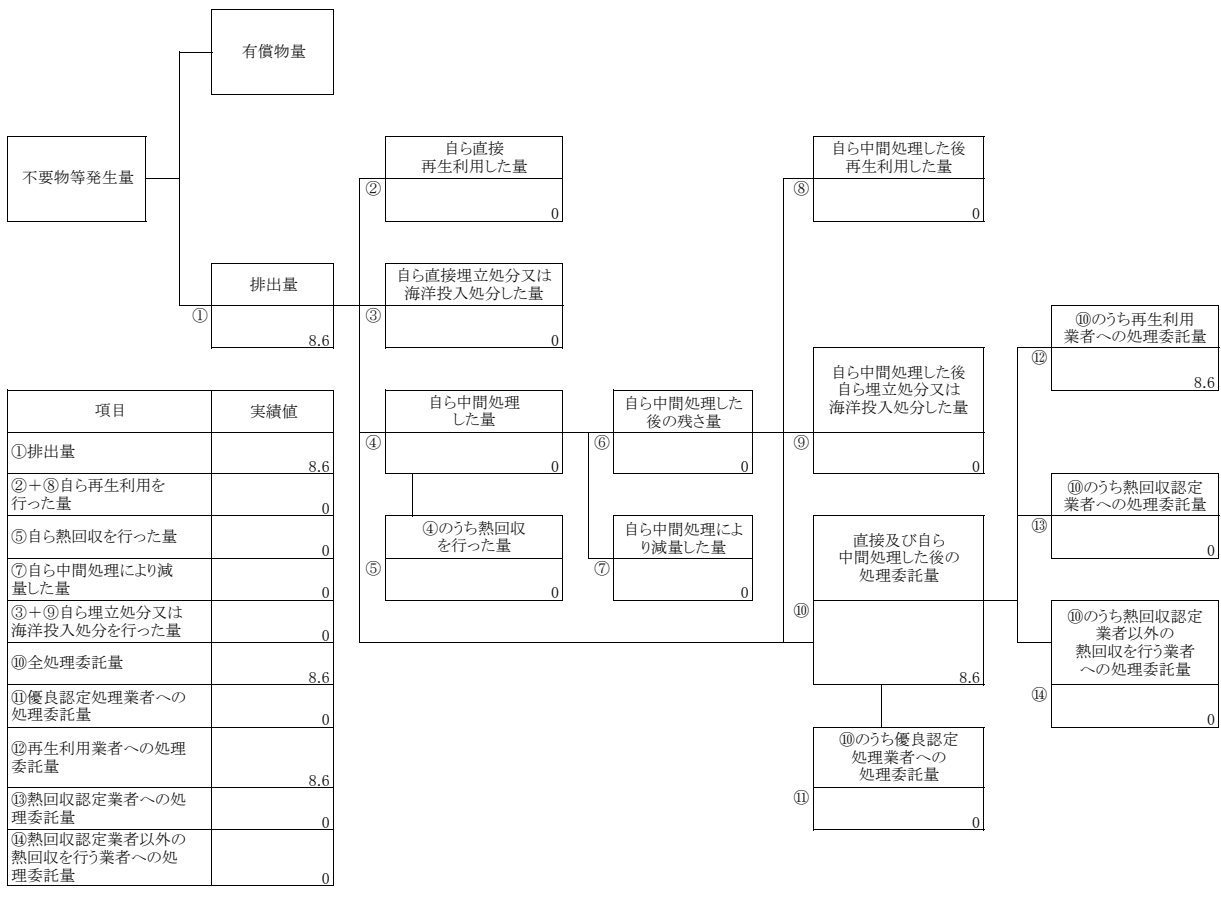 有償物量
不要物等発生量
排出量
①
8.6
自ら直接
再生利用した量
②
0
自ら直接埋立処分又は
海洋投入処分した量
③
0
自ら中間処理
した量
④
0
④のうち熱回収
を行った量
⑤
0
自ら中間処理した
後の残さ量
⑥
0
自ら中間処理によ
り減量した量
⑦
0
自ら中間処理した後
再生利用した量
⑧
0
自ら中間処理した後
自ら埋立処分又は
海洋投入処分した量
⑨
0
直接及び自ら
中間処理した後の
処理委託量
⑩
8.6
⑩のうち優良認定
処理業者への
処理委託量
⑪
0
⑩のうち再生利用
業者への処理委託量
⑫
8.6
⑩のうち熱回収認定
業者への処理委託量
⑬
0
⑩のうち熱回収認定
業者以外の
熱回収を行う業者
への処理委託量
⑭
0
項目 実績値
①排出量
8.6
②+⑧自ら再生利用を
行った量
0
⑤自ら熱回収を行った量
0
⑦自ら中間処理により減
量した量
0
③+⑨自ら埋立処分又は
海洋投入処分を行った量
0
⑩全処理委託量
8.6
⑪優良認定処理業者への
処理委託量
0
⑫再生利用業者への処理
委託量
8.6
⑬熱回収認定業者への処
理委託量
0
⑭熱回収認定業者以外の
熱回収を行う業者への処
理委託量
0